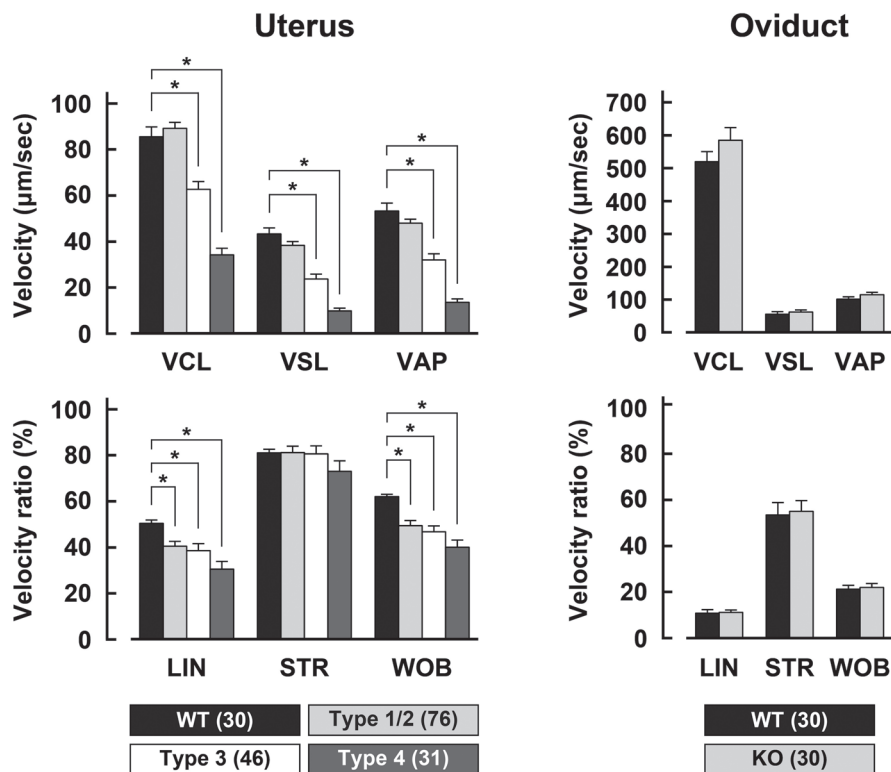 Uterus
Oviduct
Velocity (µm/sec)
100
80
60
40
20
0
* * * * * *
VCL VSL VAP
Velocity (µm/sec)
700
600
500
400
300
200
100
0
VCL VSL VAP
Velocity ratio (%)
100
80
60
40
20
0
* * * * * *
LIN STR WOB
Velocity ratio (%)
100
80
60
40
20
0
LIN STR WOB
WT (30) Type 1/2 (76)
Type 3 (46) Type 4 (31)
WT (30)
KO (30)